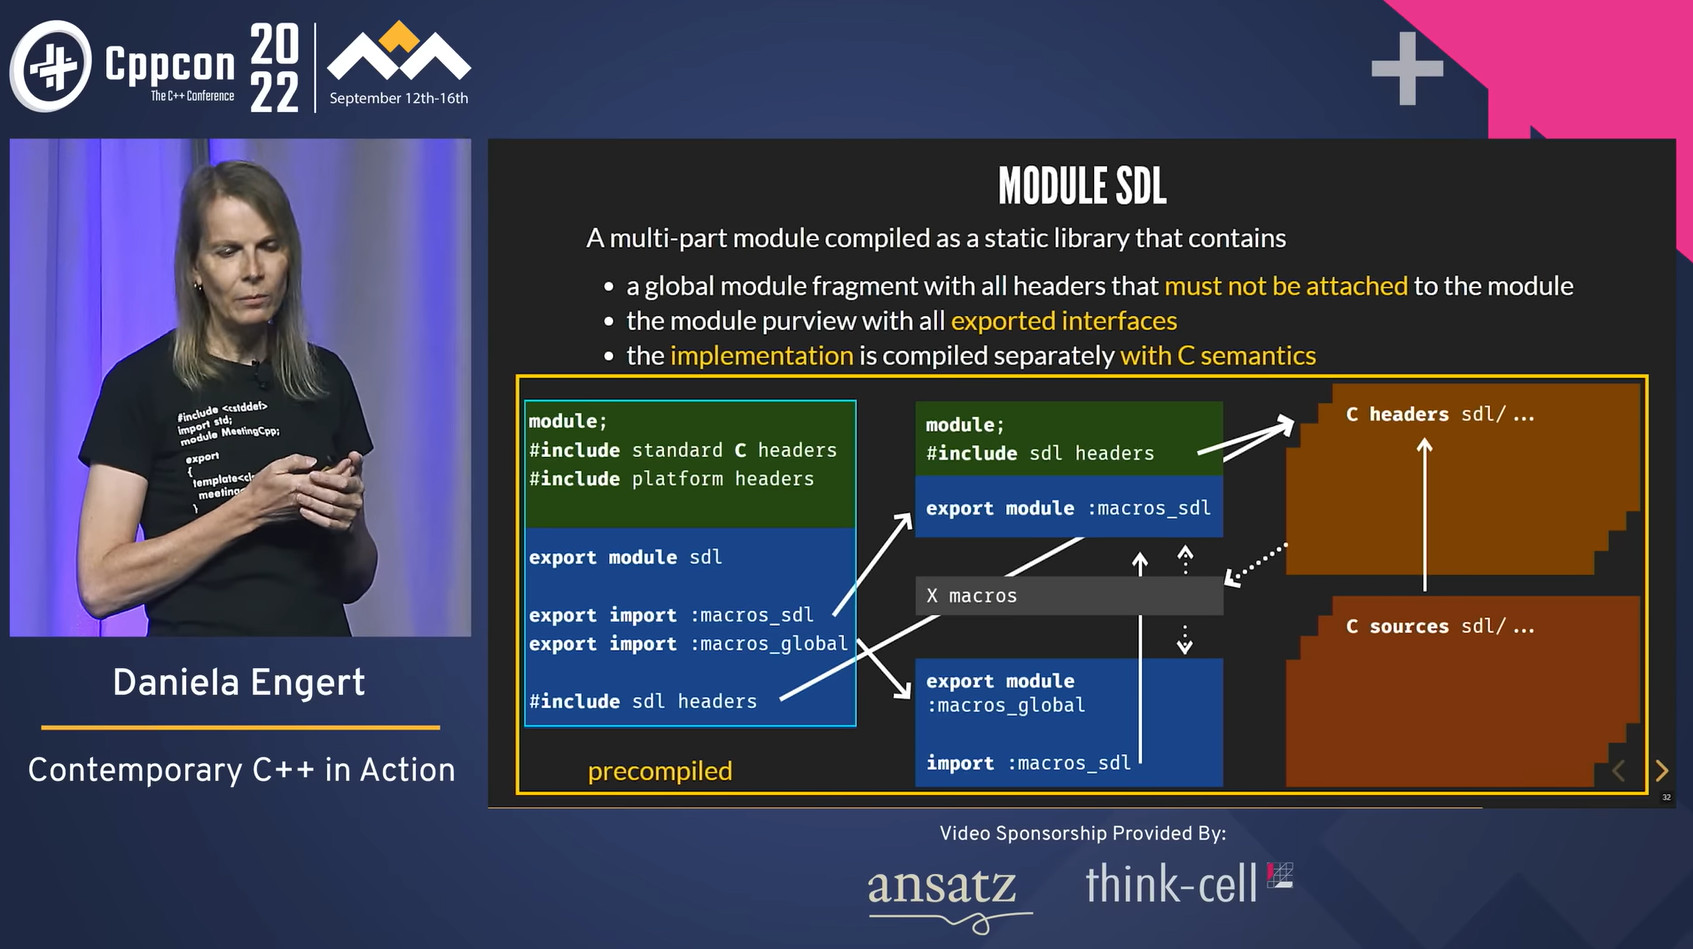 Cppcon
The C++ Conference
20
22
September 12th-16th
#include <cstddef>
import std;
module MeetingCpp;
export
{
template<cl
meeting
}
Daniela Engert
Contemporary C++ in Action
MODULE SDL
A multi-part module compiled as a static library that contains
• a global module fragment with all headers that must not be attached to the module
• the module purview with all exported interfaces
• the implementation is compiled separately with C semantics
module;
#include standard C headers
#include platform headers
export module sdl
export import :macros_sdl
export import :macros_global
#include sdl headers
precompiled
module;
#include sdl headers
export module :macros_sdl
X macros
export module
:macros_global
import :macros_sdl
C headers sdl/...
C sources sdl/...
32
Video Sponsorship Provided By:
ansatz
think-cell